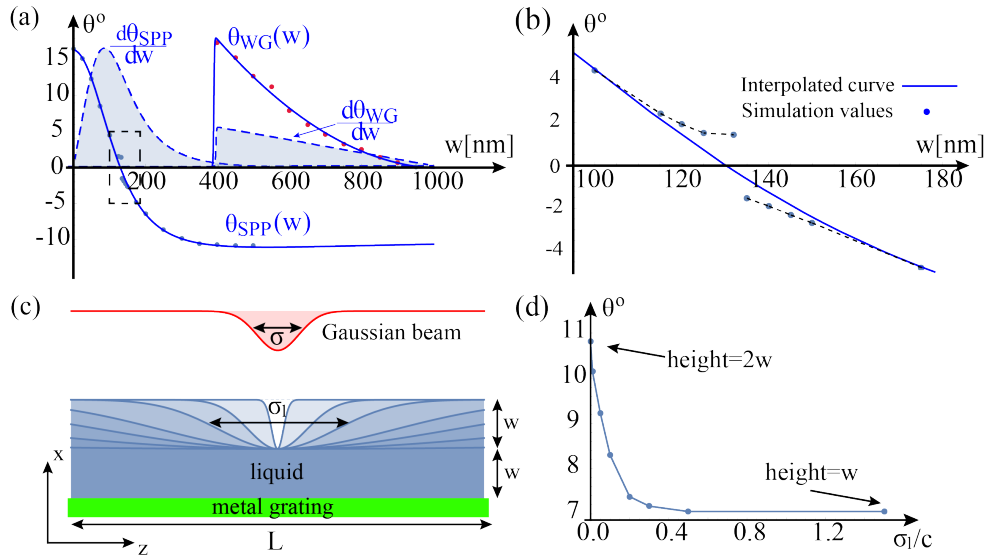 (a)
θ°
dθSPP
dw
θWG(w)
15
10
5
0
-5
-10
dθWG
dw
w[nm]
200
400
600
800
1000
θSPP(w)
(b)
θ°
4
2
0
-2
-4
Interpolated curve
Simulation values
w[nm]
100
120
140
160
180
(c)
σ
Gaussian beam
σl
w
liquid
w
metal grating
x
z
L
(d)
θ°
11
10
9
8
7
height=2w
height=w
0.0
0.4
0.8
1.2
σl/c